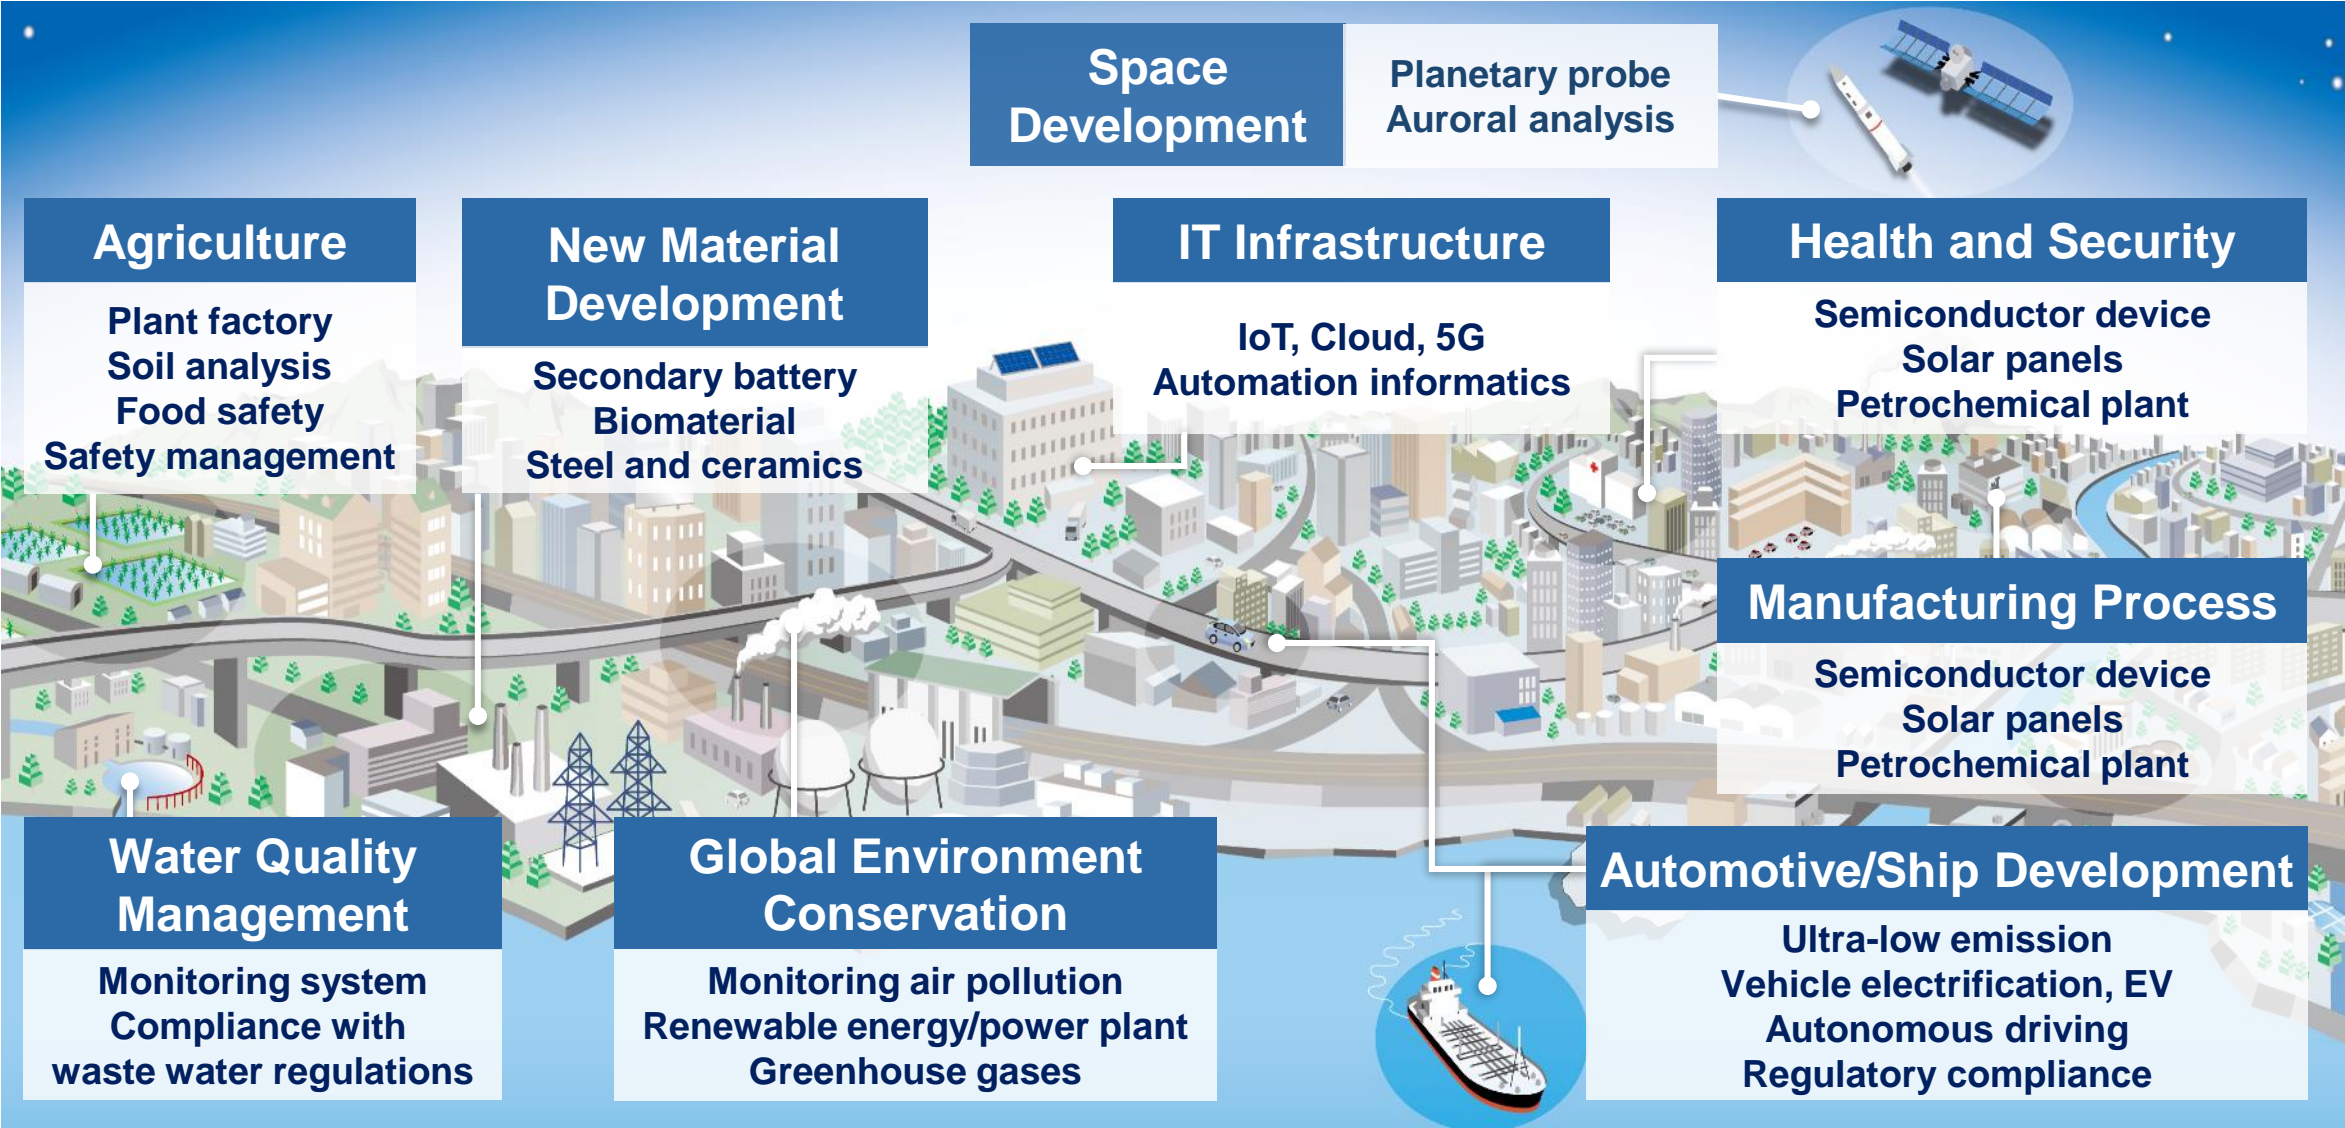 Space
Development
Planetary probe
Auroral analysis
Agriculture
Plant factory
Soil analysis
Food safety
Safety management
New Material
Development
Secondary battery
Biomaterial
Steel and ceramics
IT Infrastructure
IoT, Cloud, 5G
Automation informatics
Health and Security
Semiconductor device
Solar panels
Petrochemical plant
Manufacturing Process
Semiconductor device
Solar panels
Petrochemical plant
Water Quality
Management
Monitoring system
Compliance with
waste water regulations
Global Environment
Conservation
Monitoring air pollution
Renewable energy/power plant
Greenhouse gases
Automotive/Ship Development
Ultra-low emission
Vehicle electrification, EV
Autonomous driving
Regulatory compliance